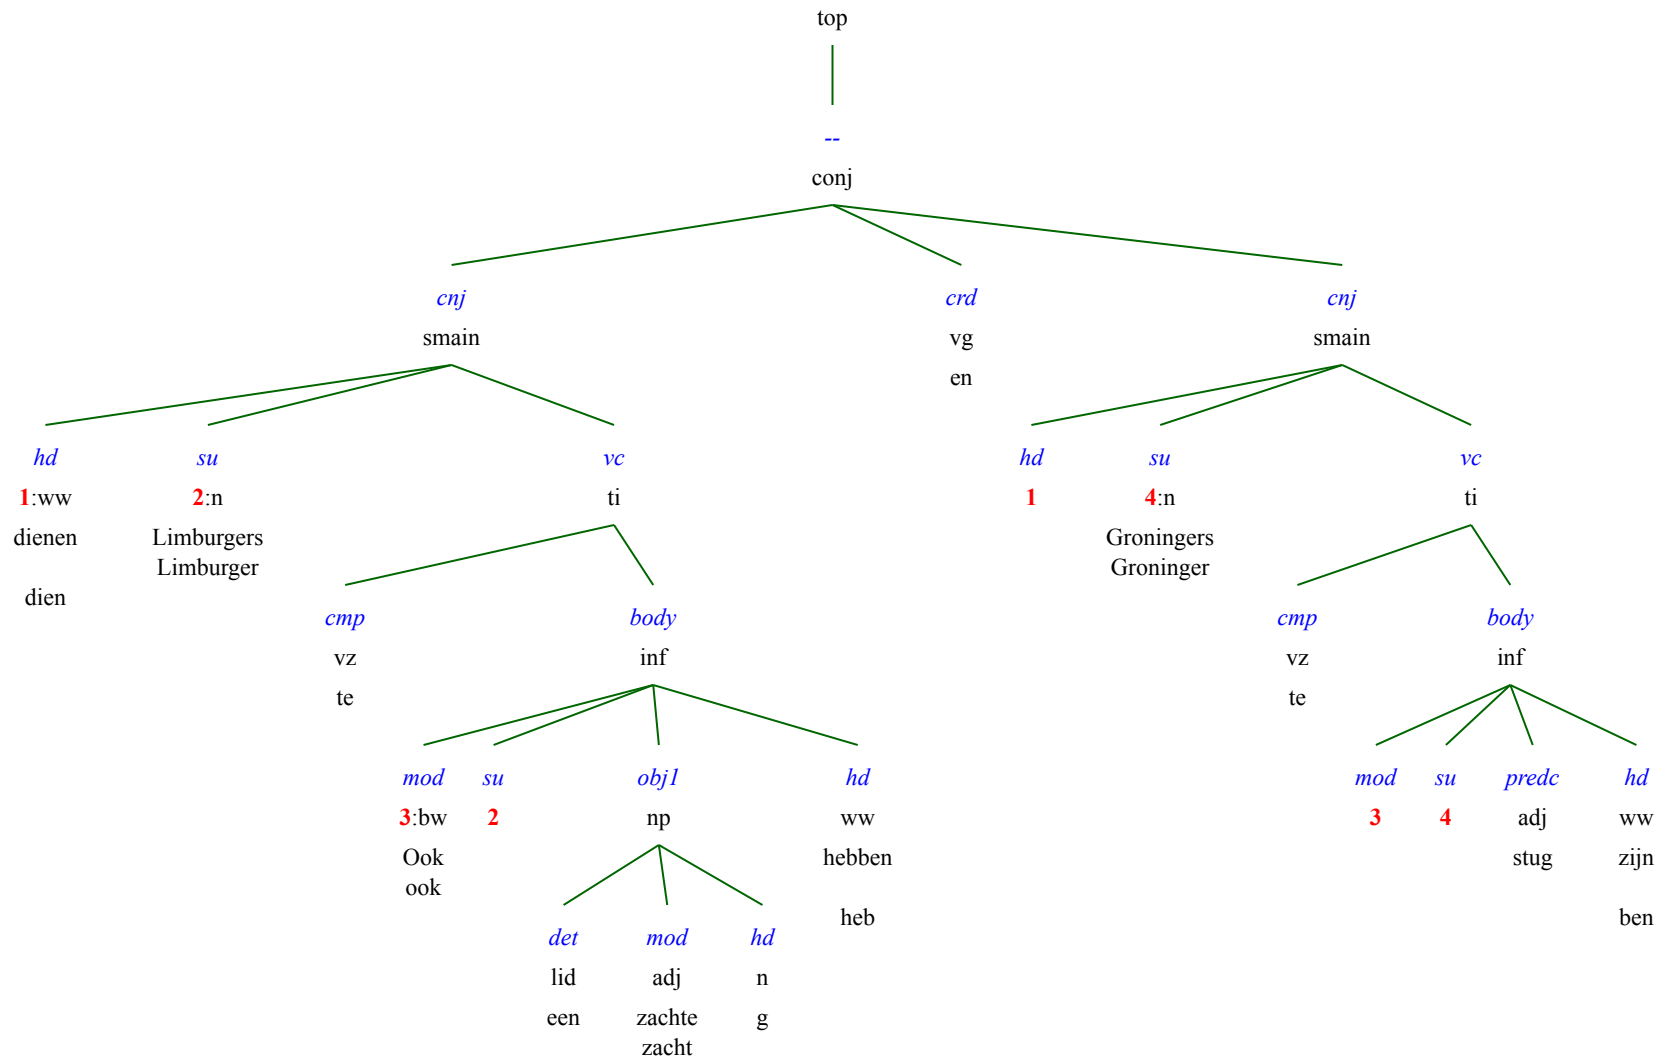 top
--
conj
cnj crd cnj
smain vg smain
en
hd su vc hd su vc
1:ww 2:n ti 1 4:n ti
dienen Limburgers Groningers
Limburger Groninger
dien
cmp body cmp body
vz inf vz inf
te te
mod su obj1 hd mod su predc hd
3:bw 2 np ww 3 4 adj ww
Ook hebben stug zijn
ook
heb ben
det mod hd
lid adj n
een zachte g
zacht